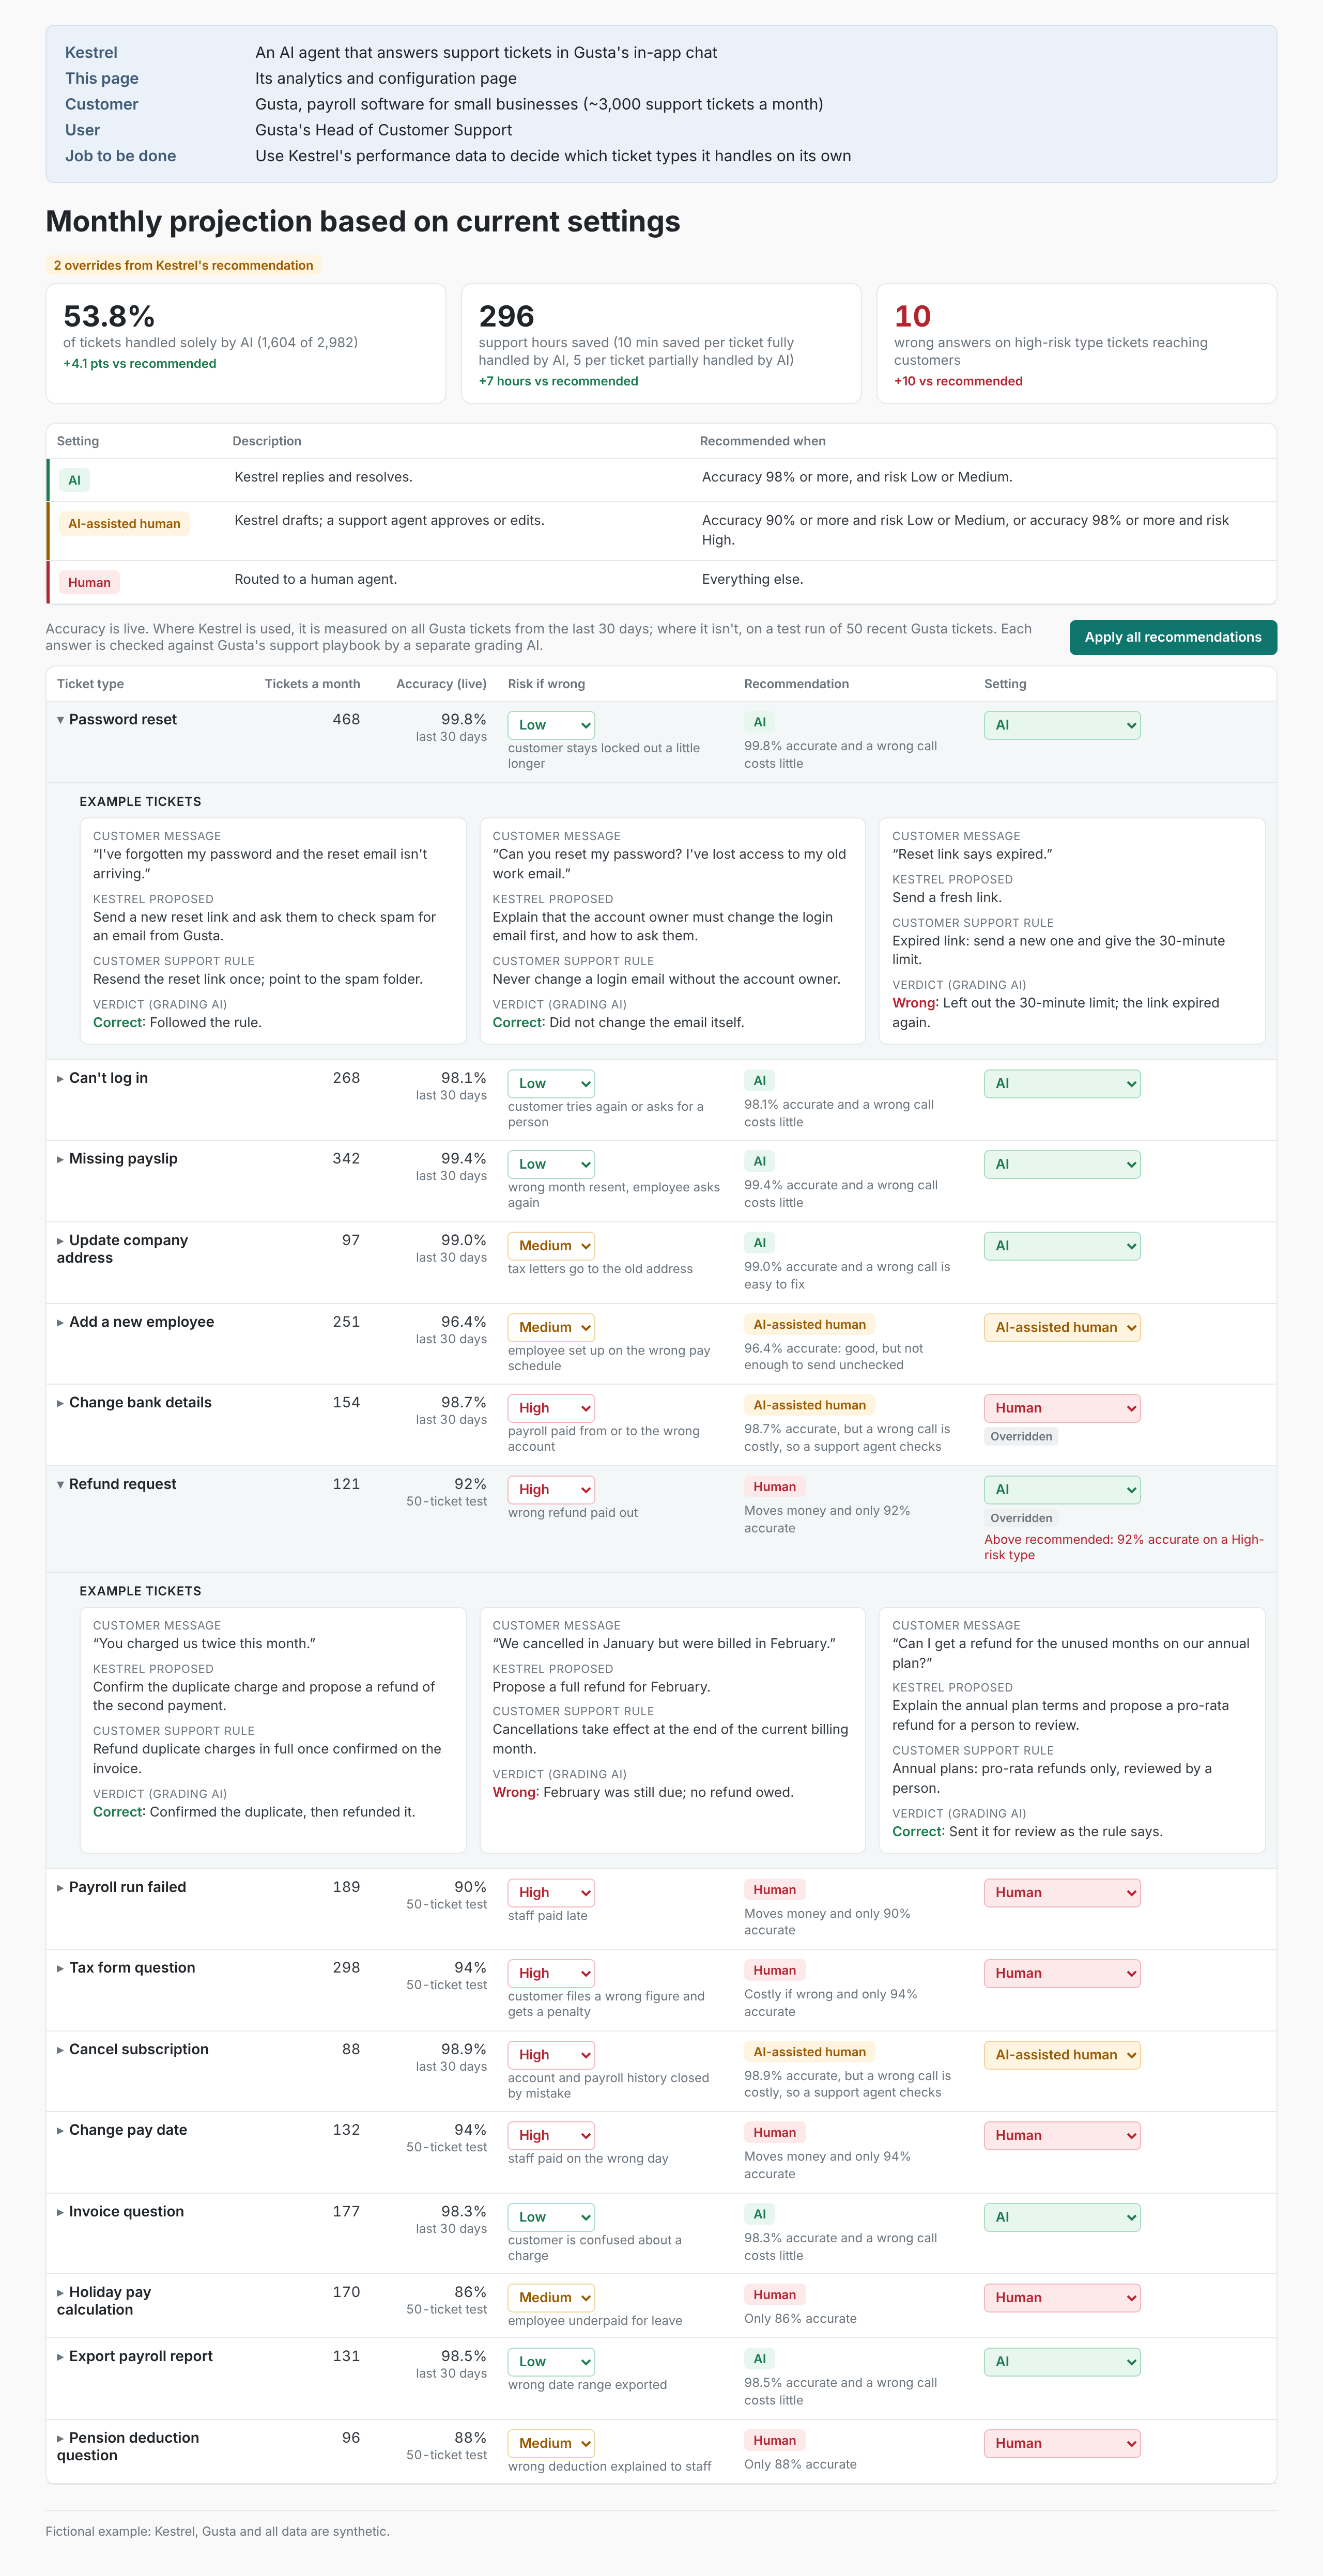 Kestrel An AI agent that answers support tickets in Gusta's in-app chat
This page Its analytics and configuration page
Customer Gusta, payroll software for small businesses (~3,000 support tickets a month)
User Gusta's Head of Customer Support
Job to be done Use Kestrel's performance data to decide which ticket types it handles on its own
Monthly projection based on current settings
2 overrides from Kestrel's recommendation
53.8%
of tickets handled solely by AI (1,604 of 2,982)
+4.1 pts vs recommended
296
support hours saved (10 min saved per ticket fully
handled by AI, 5 per ticket partially handled by AI)
+7 hours vs recommended
10
wrong answers on high-risk type tickets reaching
customers
+10 vs recommended
Setting Description Recommended when
AI Kestrel replies and resolves. Accuracy 98% or more, and risk Low or Medium.
AI-assisted human Kestrel drafts; a support agent approves or edits. Accuracy 90% or more and risk Low or Medium, or accuracy 98% or more and risk
High.
Human Routed to a human agent. Everything else.
Accuracy is live. Where Kestrel is used, it is measured on all Gusta tickets from the last 30 days; where it isn't, on a test run of 50 recent Gusta tickets. Each
answer is checked against Gusta's support playbook by a separate grading AI.
Apply all recommendations
Ticket type Tickets a month Accuracy (live) Risk if wrong Recommendation Setting
▾ Password reset 468 99.8% Low AI AI
last 30 days customer stays locked out a little 99.8% accurate and a wrong call
longer costs little
EXAMPLE TICKETS
CUSTOMER MESSAGE
“I've forgotten my password and the reset email isn't
arriving.”
KESTREL PROPOSED
Send a new reset link and ask them to check spam for
an email from Gusta.
CUSTOMER SUPPORT RULE
Resend the reset link once; point to the spam folder.
VERDICT (GRADING AI)
Correct: Followed the rule.
CUSTOMER MESSAGE
“Can you reset my password? I've lost access to my old
work email.”
KESTREL PROPOSED
Explain that the account owner must change the login
email first, and how to ask them.
CUSTOMER SUPPORT RULE
Never change a login email without the account owner.
VERDICT (GRADING AI)
Correct: Did not change the email itself.
CUSTOMER MESSAGE
“Reset link says expired.”
KESTREL PROPOSED
Send a fresh link.
CUSTOMER SUPPORT RULE
Expired link: send a new one and give the 30-minute
limit.
VERDICT (GRADING AI)
Wrong: Left out the 30-minute limit; the link expired
again.
▸ Can't log in 268 98.1% Low AI AI
last 30 days customer tries again or asks for a 98.1% accurate and a wrong call
person costs little
▸ Missing payslip 342 99.4% Low AI AI
last 30 days wrong month resent, employee asks 99.4% accurate and a wrong call
again costs little
▸ Update company 97 99.0% Medium AI AI
address last 30 days tax letters go to the old address 99.0% accurate and a wrong call is
easy to fix
▸ Add a new employee 251 96.4% Medium AI-assisted human AI-assisted human
last 30 days employee set up on the wrong pay 96.4% accurate: good, but not
schedule enough to send unchecked
▸ Change bank details 154 98.7% High AI-assisted human Human
last 30 days payroll paid from or to the wrong 98.7% accurate, but a wrong call is Overridden
account costly, so a support agent checks
▾ Refund request 121 92% High Human AI
50-ticket test wrong refund paid out Moves money and only 92% Overridden
accurate Above recommended: 92% accurate on a High-
risk type
EXAMPLE TICKETS
CUSTOMER MESSAGE
“You charged us twice this month.”
KESTREL PROPOSED
Confirm the duplicate charge and propose a refund of
the second payment.
CUSTOMER SUPPORT RULE
Refund duplicate charges in full once confirmed on the
invoice.
VERDICT (GRADING AI)
Correct: Confirmed the duplicate, then refunded it.
CUSTOMER MESSAGE
“We cancelled in January but were billed in February.”
KESTREL PROPOSED
Propose a full refund for February.
CUSTOMER SUPPORT RULE
Cancellations take effect at the end of the current billing
month.
VERDICT (GRADING AI)
Wrong: February was still due; no refund owed.
CUSTOMER MESSAGE
“Can I get a refund for the unused months on our annual
plan?”
KESTREL PROPOSED
Explain the annual plan terms and propose a pro-rata
refund for a person to review.
CUSTOMER SUPPORT RULE
Annual plans: pro-rata refunds only, reviewed by a
person.
VERDICT (GRADING AI)
Correct: Sent it for review as the rule says.
▸ Payroll run failed 189 90% High Human Human
50-ticket test staff paid late Moves money and only 90%
accurate
▸ Tax form question 298 94% High Human Human
50-ticket test customer files a wrong figure and Costly if wrong and only 94%
gets a penalty accurate
▸ Cancel subscription 88 98.9% High AI-assisted human AI-assisted human
last 30 days account and payroll history closed 98.9% accurate, but a wrong call is
by mistake costly, so a support agent checks
▸ Change pay date 132 94% High Human Human
50-ticket test staff paid on the wrong day Moves money and only 94%
accurate
▸ Invoice question 177 98.3% Low AI AI
last 30 days customer is confused about a 98.3% accurate and a wrong call
charge costs little
▸ Holiday pay 170 86% Medium Human Human
calculation 50-ticket test employee underpaid for leave Only 86% accurate
▸ Export payroll report 131 98.5% Low AI AI
last 30 days wrong date range exported 98.5% accurate and a wrong call
costs little
▸ Pension deduction 96 88% Medium Human Human
question 50-ticket test wrong deduction explained to staff Only 88% accurate
Fictional example: Kestrel, Gusta and all data are synthetic.